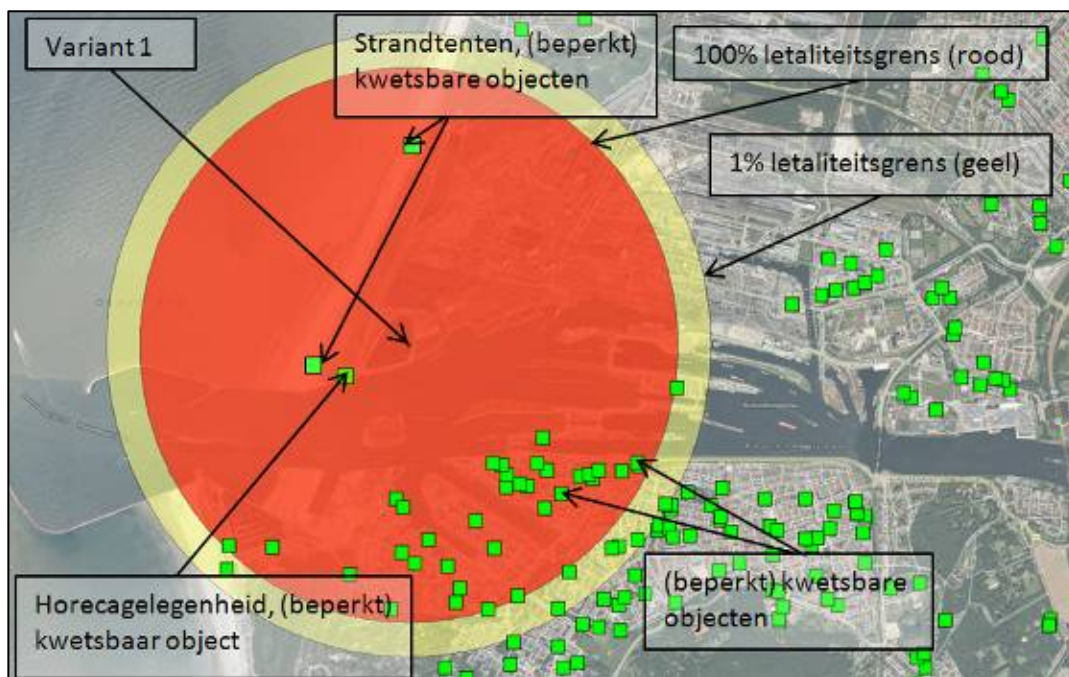 Variant 1
Strandtenten, (beperkt)
kwetsbare objecten
100% letaliteitsgrens (rood)
1% letaliteitsgrens (geel)
(beperkt) kwetsbare
objecten
Horecagelegenheid, (beperkt)
kwetsbaar object